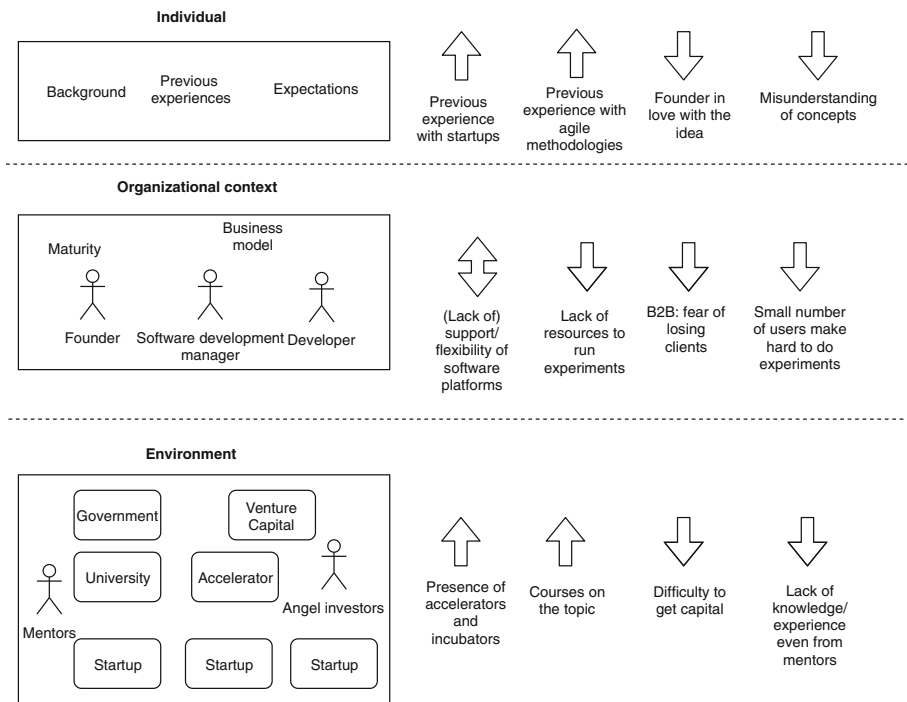 Individual
Background
Previous
experiences
Expectations
Previous
experience
with startups
Previous
experience with
agile
methodologies
Founder in
love with the
idea
Misunderstanding
of concepts
Organizational context
Maturity
Business
model
Founder
Software development
manager
Developer
(Lack of)
support/
flexibility of
software
platforms
Lack of
resources to
run
experiments
B2B: fear of
losing
clients
Small number
of users make
hard to do
experiments
Environment
Government
Venture
Capital
University
Accelerator
Mentors
Angel investors
Startup
Startup
Startup
Presence of
accelerators
and
incubators
Courses on
the topic
Difficulty to
get capital
Lack of
knowledge/
experience
even from
mentors